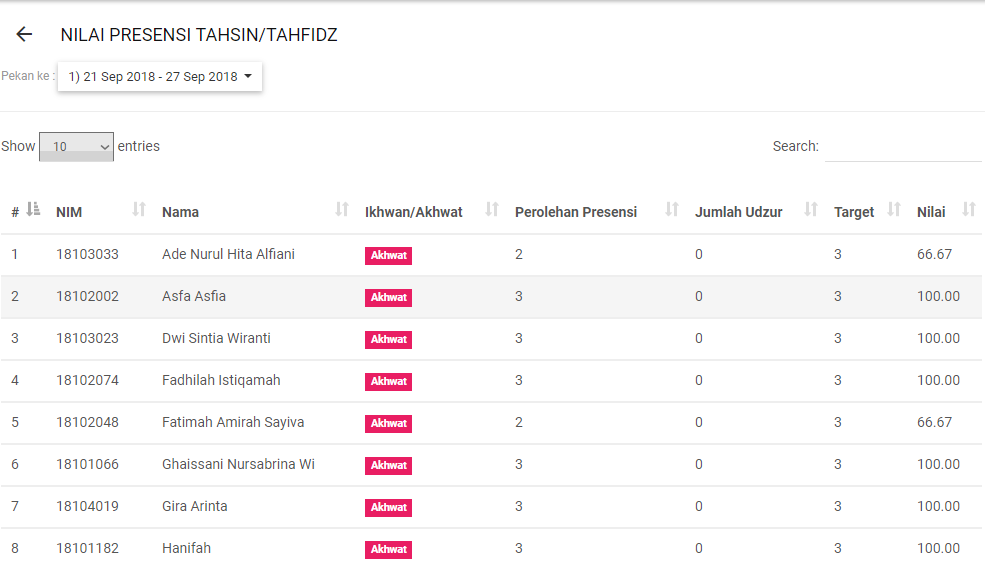 NILAI PRESENSI TAHSIN/TAHFIDZ
Pekan ke : 1) 21 Sep 2018 - 27 Sep 2018
Show 10 entries Search:
# NIM Nama Ikhwan/Akhwat Perolehan Presensi Jumlah Udzur Target Nilai
1 18103033 Ade Nurul Hita Alfiani Akhwat 2 0 3 66.67
2 18102002 Asfa Asfia Akhwat 3 0 3 100.00
3 18103023 Dwi Sintia Wiranti Akhwat 3 0 3 100.00
4 18102074 Fadhilah Istiqamah Akhwat 3 0 3 100.00
5 18102048 Fatimah Amirah Sayiva Akhwat 2 0 3 66.67
6 18101066 Ghaissani Nursabrina Wi Akhwat 3 0 3 100.00
7 18104019 Gira Arinta Akhwat 3 0 3 100.00
8 18101182 Hanifah Akhwat 3 0 3 100.00